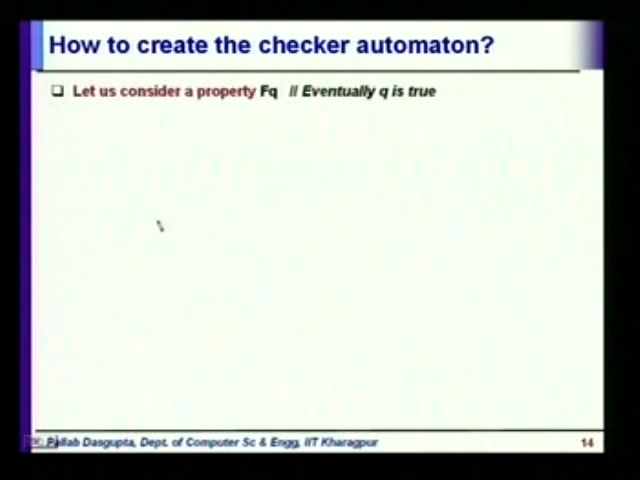 How to create the checker automaton?
Let us consider a property Fq // Eventually q is true
Pallab Dasgupta, Dept. of Computer Sc & Engg, IIT Kharagpur 14